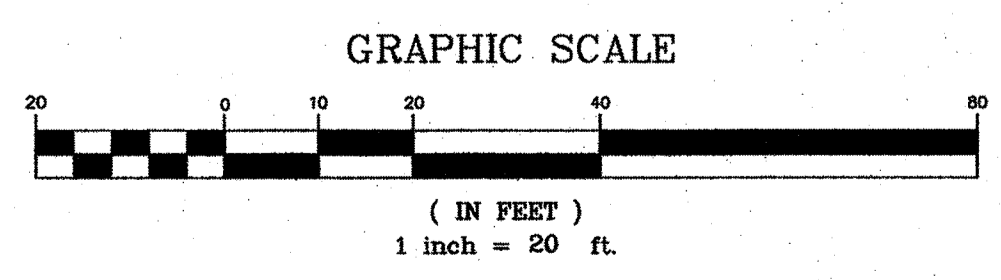 GRAPHIC SCALE
20 0 10 20 40 80
( IN FEET )
1 inch = 20 ft.